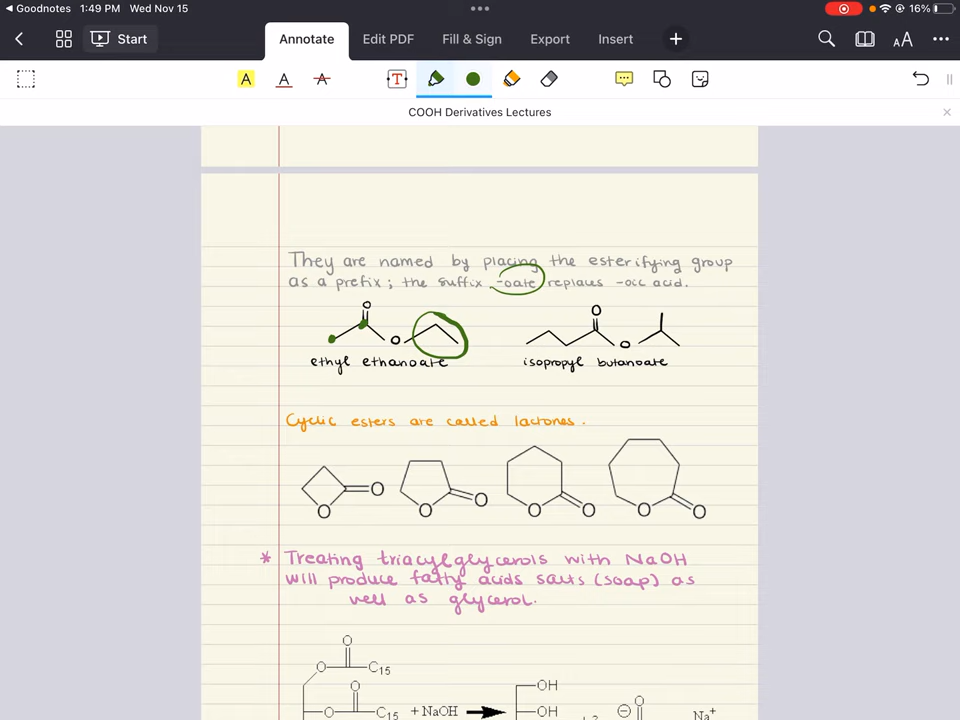 Goodnotes 1:49 PM Wed Nov 15 16%
Start Annotate Edit PDF Fill & Sign Export Insert AA
A A A T
COOH Derivatives Lectures
They are named by placing the esterifying group
as a prefix; the suffix -oate replaces -oic acid.
O O
O O
ethyl ethanoate isopropyl butanoate
Cyclic esters are called lactones.
O O O O
O O O O
* Treating triacylglycerols with NaOH
will produce fatty acids salts (soap) as
well as glycerol.
O
O C15
O OH O
O C15 + NaOH OH Na+